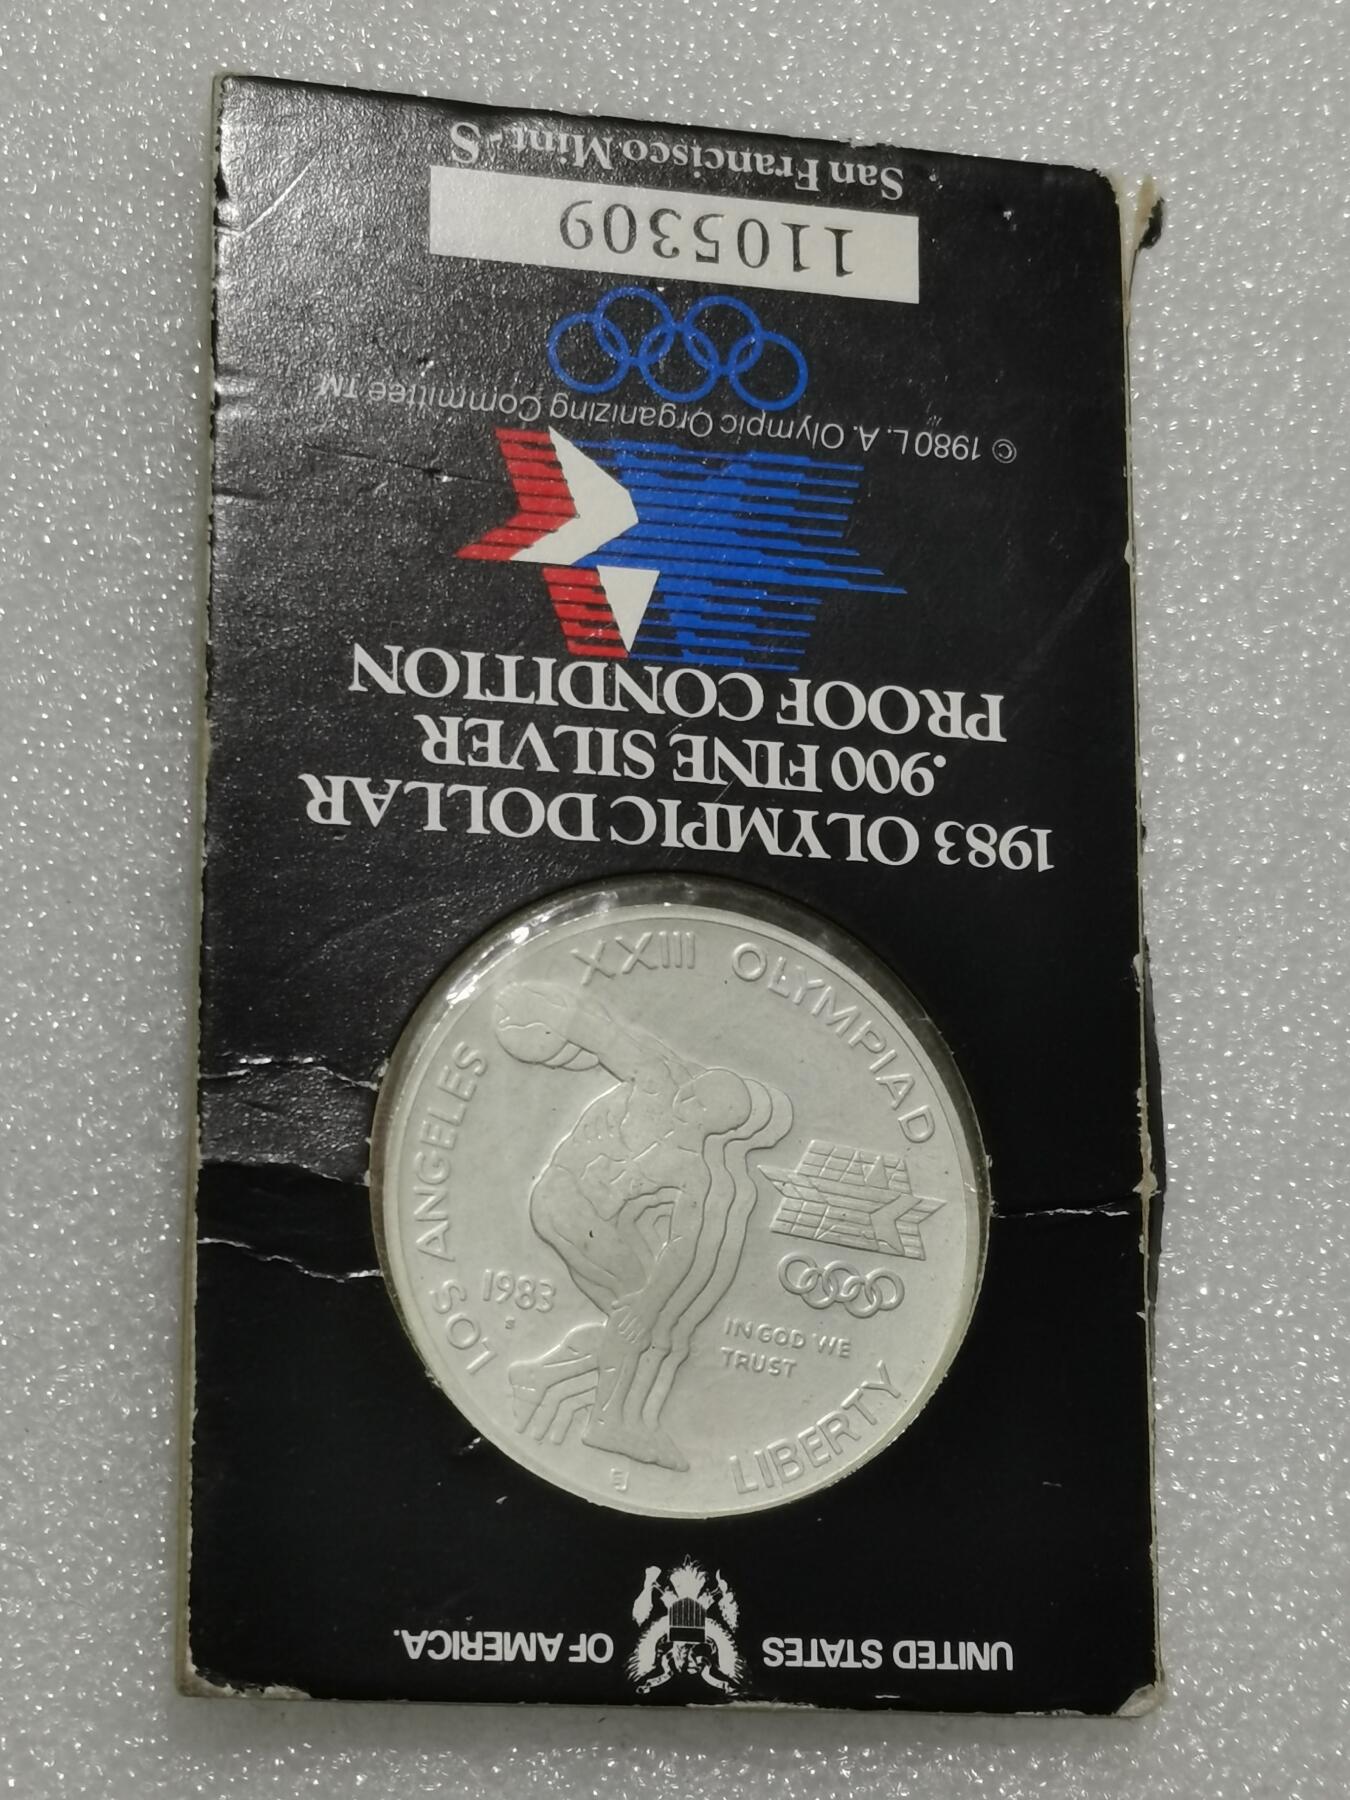 UNITED STATES OF AMERICA.
LOS ANGELES XXIII OLYMPIAD
1983
S
IN GOD WE
TRUST
LIBERTY
EJ
1983 OLYMPIC DOLLAR
.900 FINE SILVER
PROOF CONDITION
© 1980 L. A. Olympic Organizing Committee TM
1105309
San Francisco Mint-S